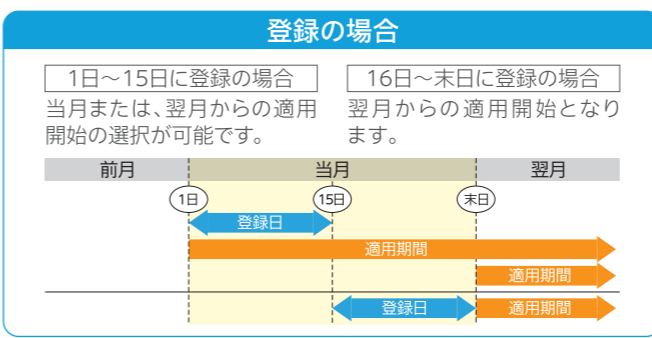 登録の場合
1日～15日に登録の場合
当月または、翌月からの適用
開始の選択が可能です。
16日～末日に登録の場合
翌月からの適用開始となり
ます。
前月 当月 翌月
1日 15日 末日
登録日
適用期間
適用期間
登録日 適用期間